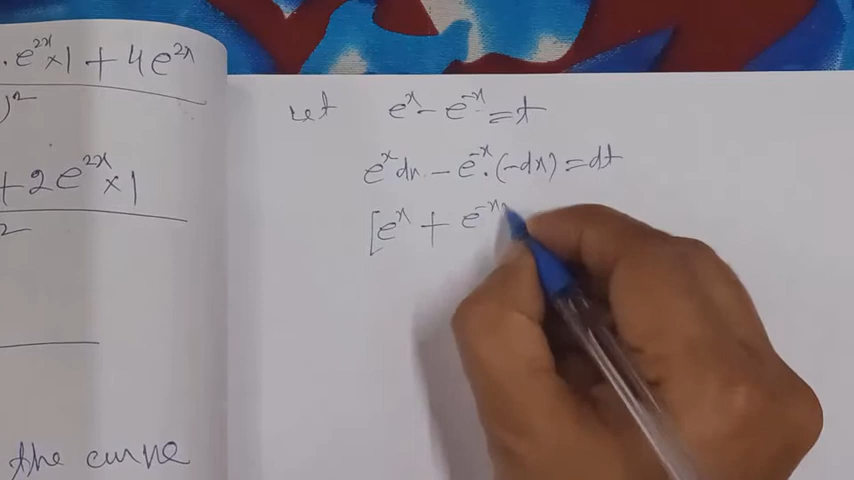 . e^{2x} × 1 + 4e^{2x}
)^2
+ 2e^{2x} × 1
2
the curve
let e^x - e^{-x} = t
e^x dx - e^{-x} . (-dx) = dt
[e^x + e^{-x}